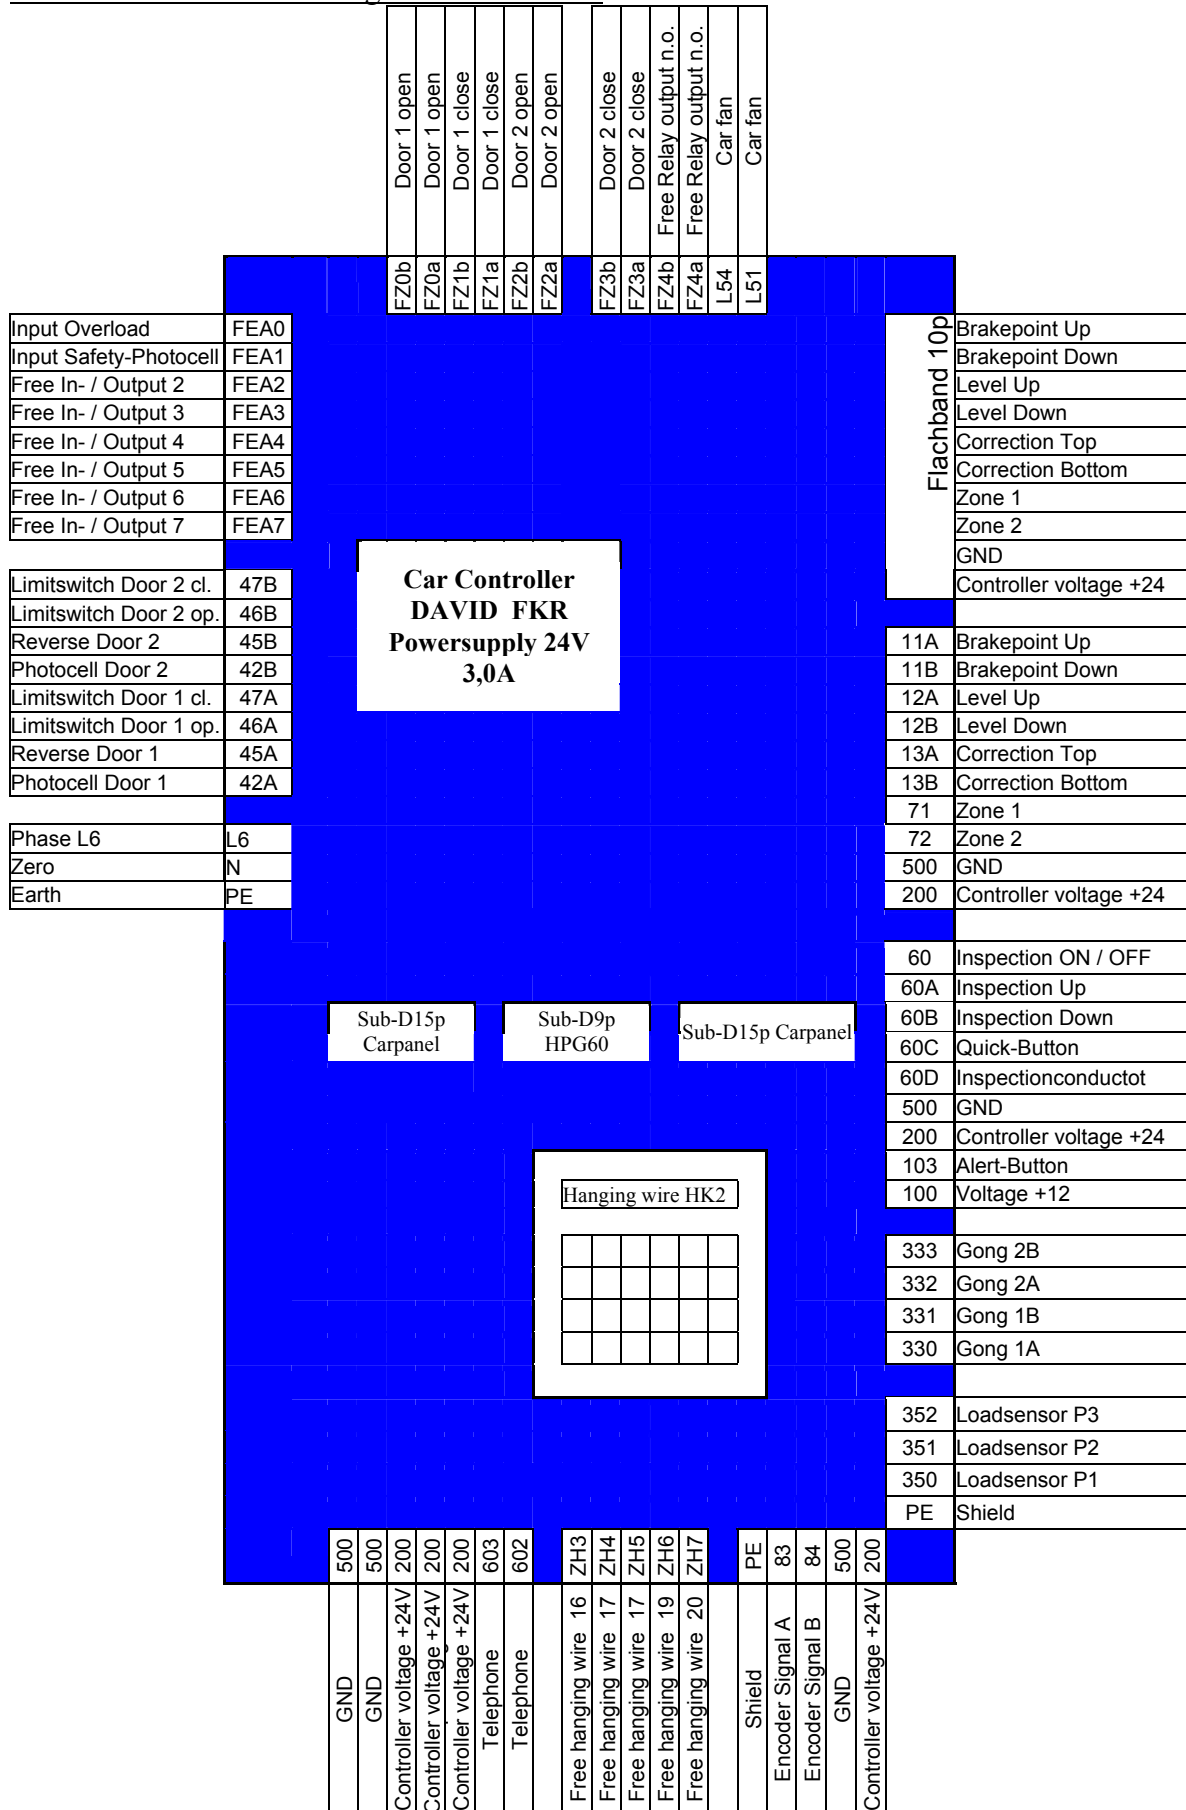 Door 1 open
Door 1 open
Door 1 close
Door 1 close
Door 2 open
Door 2 open
Door 2 close
Door 2 close
Free Relay output n.o.
Free Relay output n.o.
Car fan
Car fan
FZ0b
FZ0a
FZ1b
FZ1a
FZ2b
FZ2a
FZ3b
FZ3a
FZ4b
FZ4a
L54
L51
Input Overload FEA0
Input Safety-Photocell FEA1
Free In- / Output 2 FEA2
Free In- / Output 3 FEA3
Free In- / Output 4 FEA4
Free In- / Output 5 FEA5
Free In- / Output 6 FEA6
Free In- / Output 7 FEA7
Limitswitch Door 2 cl. 47B
Limitswitch Door 2 op. 46B
Reverse Door 2 45B
Photocell Door 2 42B
Limitswitch Door 1 cl. 47A
Limitswitch Door 1 op. 46A
Reverse Door 1 45A
Photocell Door 1 42A
Phase L6 L6
Zero N
Earth PE
Car Controller
DAVID FKR
Powersupply 24V
3,0A
Flachband 10p
Brakepoint Up
Brakepoint Down
Level Up
Level Down
Correction Top
Correction Bottom
Zone 1
Zone 2
GND
Controller voltage +24
11A Brakepoint Up
11B Brakepoint Down
12A Level Up
12B Level Down
13A Correction Top
13B Correction Bottom
71 Zone 1
72 Zone 2
500 GND
200 Controller voltage +24
60 Inspection ON / OFF
60A Inspection Up
60B Inspection Down
60C Quick-Button
60D Inspectionconductot
500 GND
200 Controller voltage +24
103 Alert-Button
100 Voltage +12
333 Gong 2B
332 Gong 2A
331 Gong 1B
330 Gong 1A
352 Loadsensor P3
351 Loadsensor P2
350 Loadsensor P1
PE Shield
Sub-D15p
Carpanel
Sub-D9p
HPG60
Sub-D15p Carpanel
Hanging wire HK2
500
500
200
200
200
603
602
ZH3
ZH4
ZH5
ZH6
ZH7
PE
83
84
500
200
GND
GND
Controller voltage +24V
Controller voltage +24V
Controller voltage +24V
Telephone
Telephone
Free hanging wire 16
Free hanging wire 17
Free hanging wire 17
Free hanging wire 19
Free hanging wire 20
Shield
Encoder Signal A
Encoder Signal B
GND
Controller voltage +24V